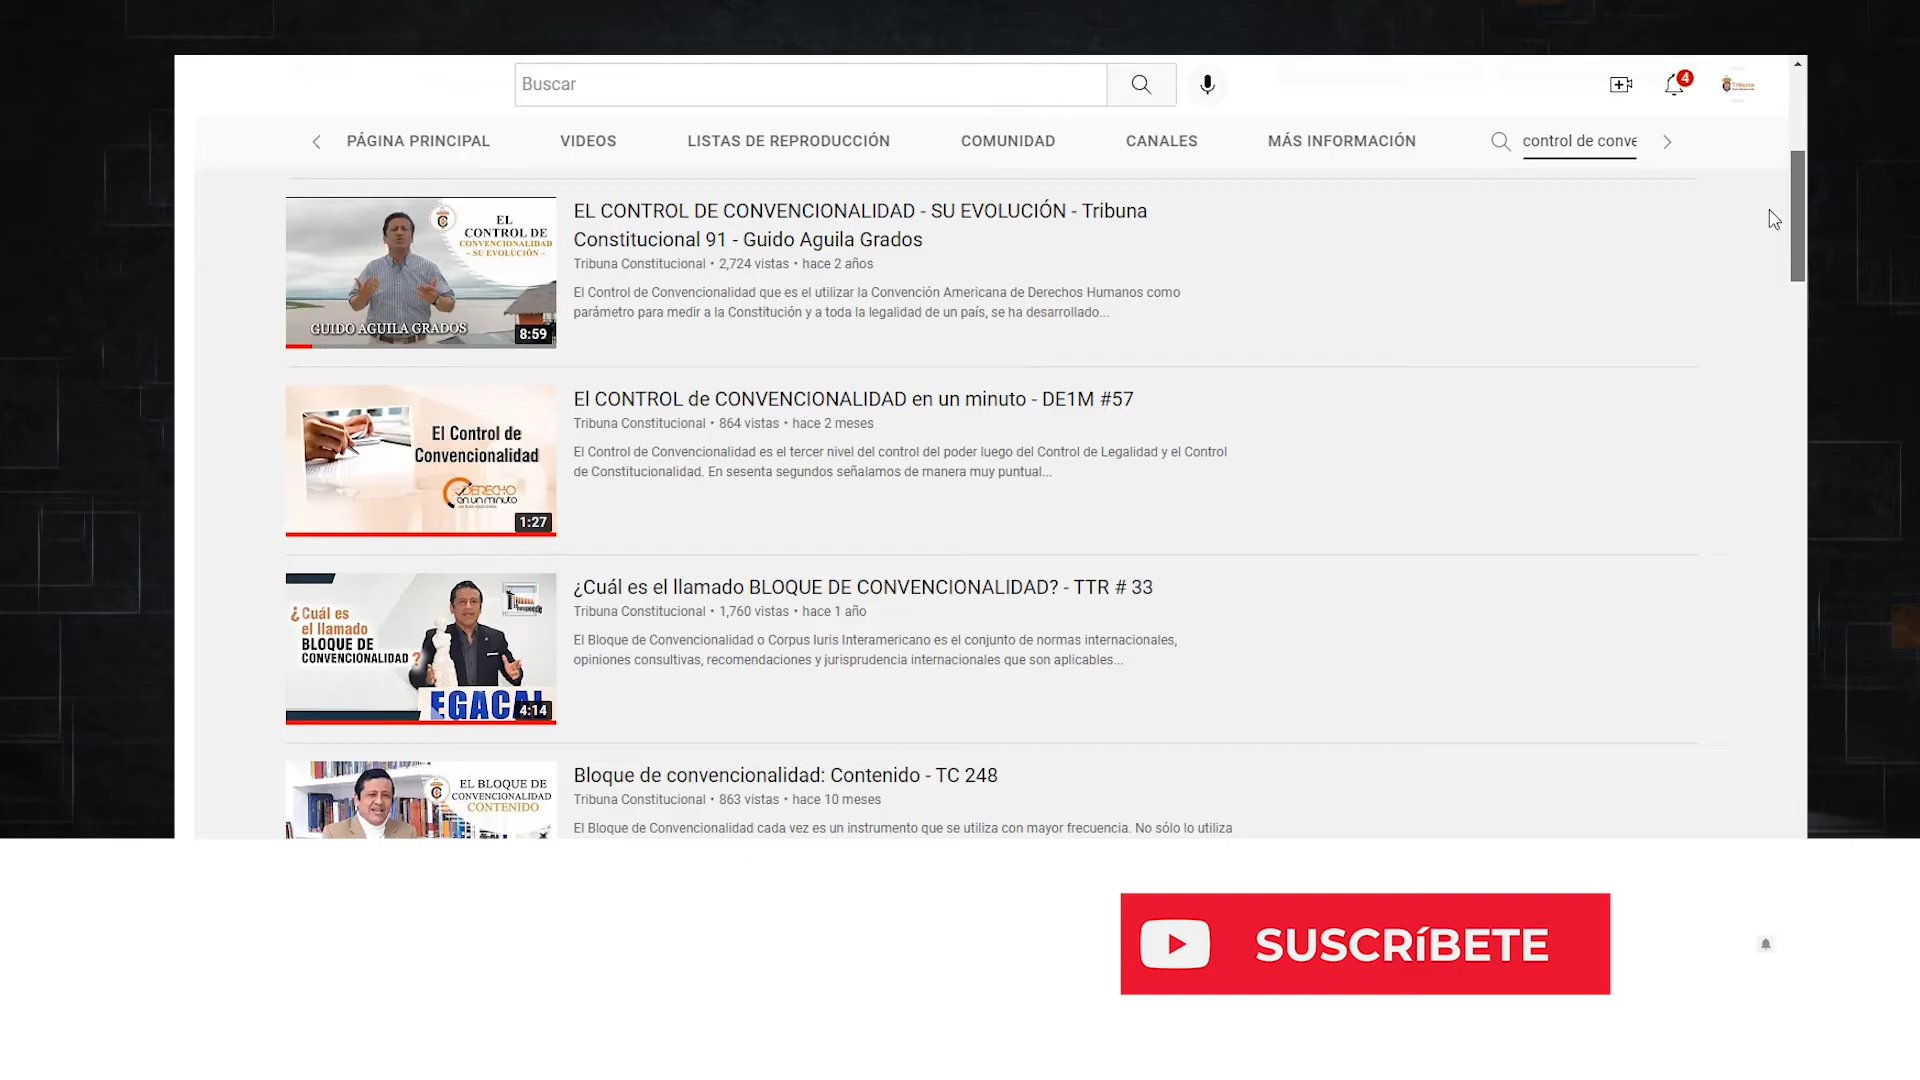 Buscar
4
PÁGINA PRINCIPAL
VIDEOS
LISTAS DE REPRODUCCIÓN
COMUNIDAD
CANALES
MÁS INFORMACIÓN
control de conve
EL
CONTROL DE
CONVENCIONALIDAD
- SU EVOLUCIÓN -
GUIDO AGUILA GRADOS
8:59
EL CONTROL DE CONVENCIONALIDAD - SU EVOLUCIÓN - Tribuna
Constitucional 91 - Guido Aguila Grados
Tribuna Constitucional • 2,724 vistas • hace 2 años
El Control de Convencionalidad que es el utilizar la Convención Americana de Derechos Humanos como
parámetro para medir a la Constitución y a toda la legalidad de un país, se ha desarrollado...
El Control de
Convencionalidad
DERECHO
en un minuto
1:27
El CONTROL de CONVENCIONALIDAD en un minuto - DE1M #57
Tribuna Constitucional • 864 vistas • hace 2 meses
El Control de Convencionalidad es el tercer nivel del control del poder luego del Control de Legalidad y el Control
de Constitucionalidad. En sesenta segundos señalamos de manera muy puntual...
¿Cuál es
el llamado
BLOQUE DE
CONVENCIONALIDAD ?
EGACAL
4:14
¿Cuál es el llamado BLOQUE DE CONVENCIONALIDAD? - TTR # 33
Tribuna Constitucional • 1,760 vistas • hace 1 año
El Bloque de Convencionalidad o Corpus Iuris Interamericano es el conjunto de normas internacionales,
opiniones consultivas, recomendaciones y jurisprudencia internacionales que son aplicables...
EL BLOQUE DE
CONVENCIONALIDAD
CONTENIDO
Bloque de convencionalidad: Contenido - TC 248
Tribuna Constitucional • 863 vistas • hace 10 meses
El Bloque de Convencionalidad cada vez es un instrumento que se utiliza con mayor frecuencia. No sólo lo utiliza
SUSCRíBETE